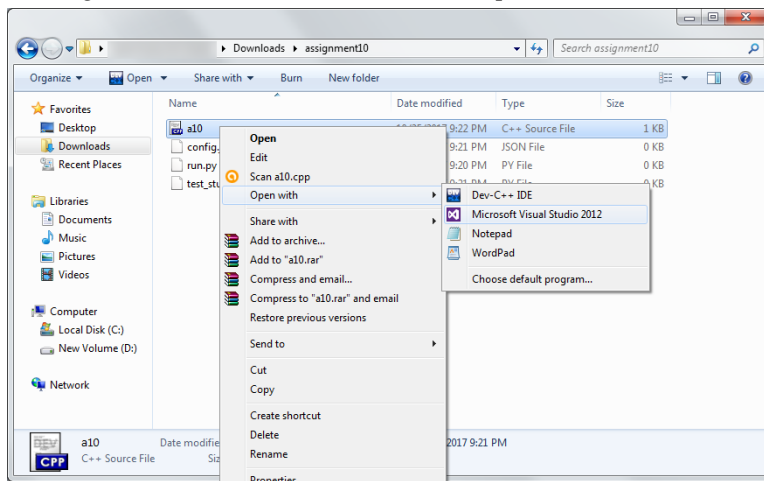 Downloads ▸ assignment10
Search assignment10
Organize Open Share with Burn New folder
Name Date modified Type Size
Favorites
Desktop
Downloads
Recent Places
Libraries
Documents
Music
Pictures
Videos
Computer
Local Disk (C:)
New Volume (D:)
Network
a10 9:22 PM C++ Source File 1 KB
config. 9:21 PM JSON File 0 KB
run.py 9:20 PM PY File 0 KB
test_stu 9:21 PM PY File 0 KB
Open
Edit
Scan a10.cpp
Open with
Share with
Add to archive...
Add to "a10.rar"
Compress and email...
Compress to "a10.rar" and email
Restore previous versions
Send to
Cut
Copy
Create shortcut
Delete
Rename
Properties
Dev-C++ IDE
Microsoft Visual Studio 2012
Notepad
WordPad
Choose default program...
DEV
CPP
a10 Date modifie 2017 9:21 PM
C++ Source File Siz